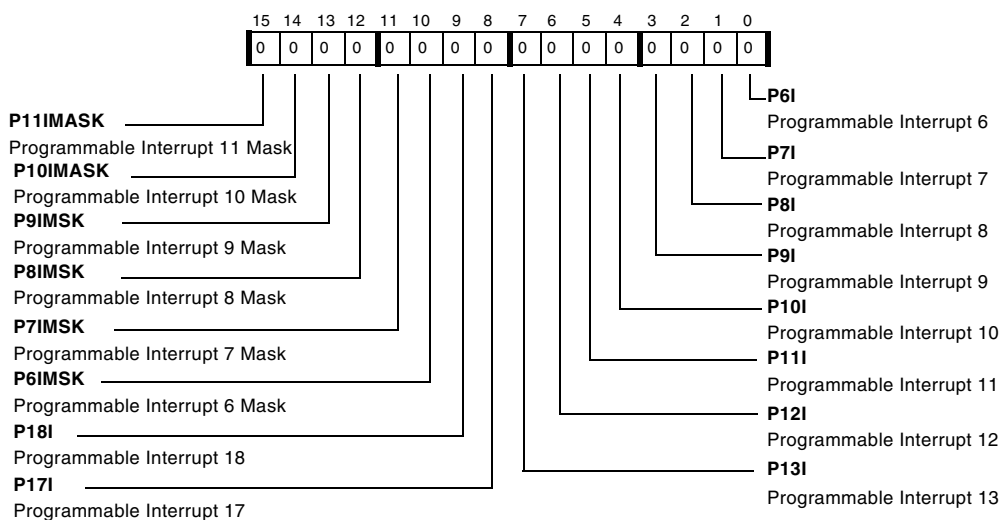 15 14 13 12 11 10 9 8 7 6 5 4 3 2 1 0
0 0 0 0 0 0 0 0 0 0 0 0 0 0 0 0
P11IMASK
Programmable Interrupt 11 Mask
P10IMASK
Programmable Interrupt 10 Mask
P9IMSK
Programmable Interrupt 9 Mask
P8IMSK
Programmable Interrupt 8 Mask
P7IMSK
Programmable Interrupt 7 Mask
P6IMSK
Programmable Interrupt 6 Mask
P18I
Programmable Interrupt 18
P17I
Programmable Interrupt 17
P6I
Programmable Interrupt 6
P7I
Programmable Interrupt 7
P8I
Programmable Interrupt 8
P9I
Programmable Interrupt 9
P10I
Programmable Interrupt 10
P11I
Programmable Interrupt 11
P12I
Programmable Interrupt 12
P13I
Programmable Interrupt 13